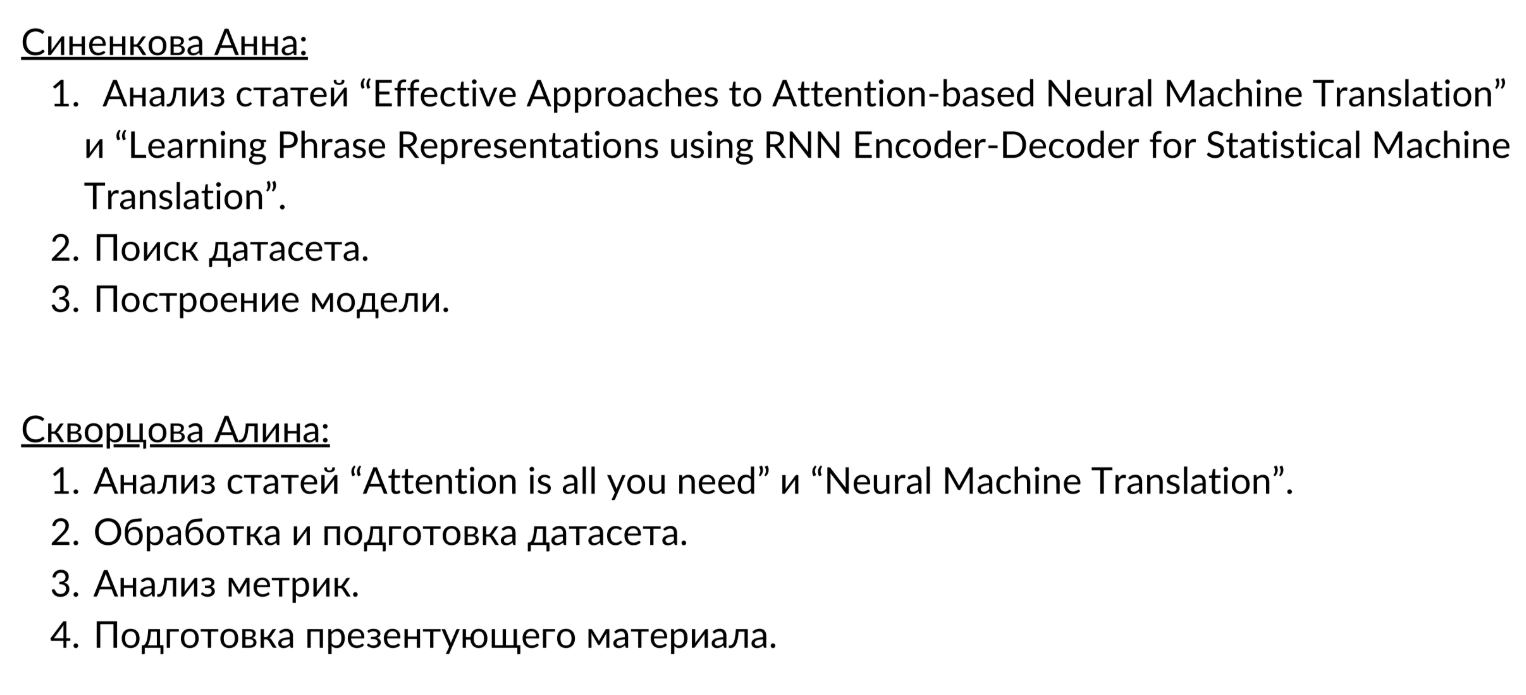 Синенкова Анна:
1. Анализ статей “Effective Approaches to Attention-based Neural Machine Translation”
и “Learning Phrase Representations using RNN Encoder-Decoder for Statistical Machine
Translation”.
2. Поиск датасета.
3. Построение модели.
Скворцова Алина:
1. Анализ статей “Attention is all you need” и “Neural Machine Translation”.
2. Обработка и подготовка датасета.
3. Анализ метрик.
4. Подготовка презентующего материала.